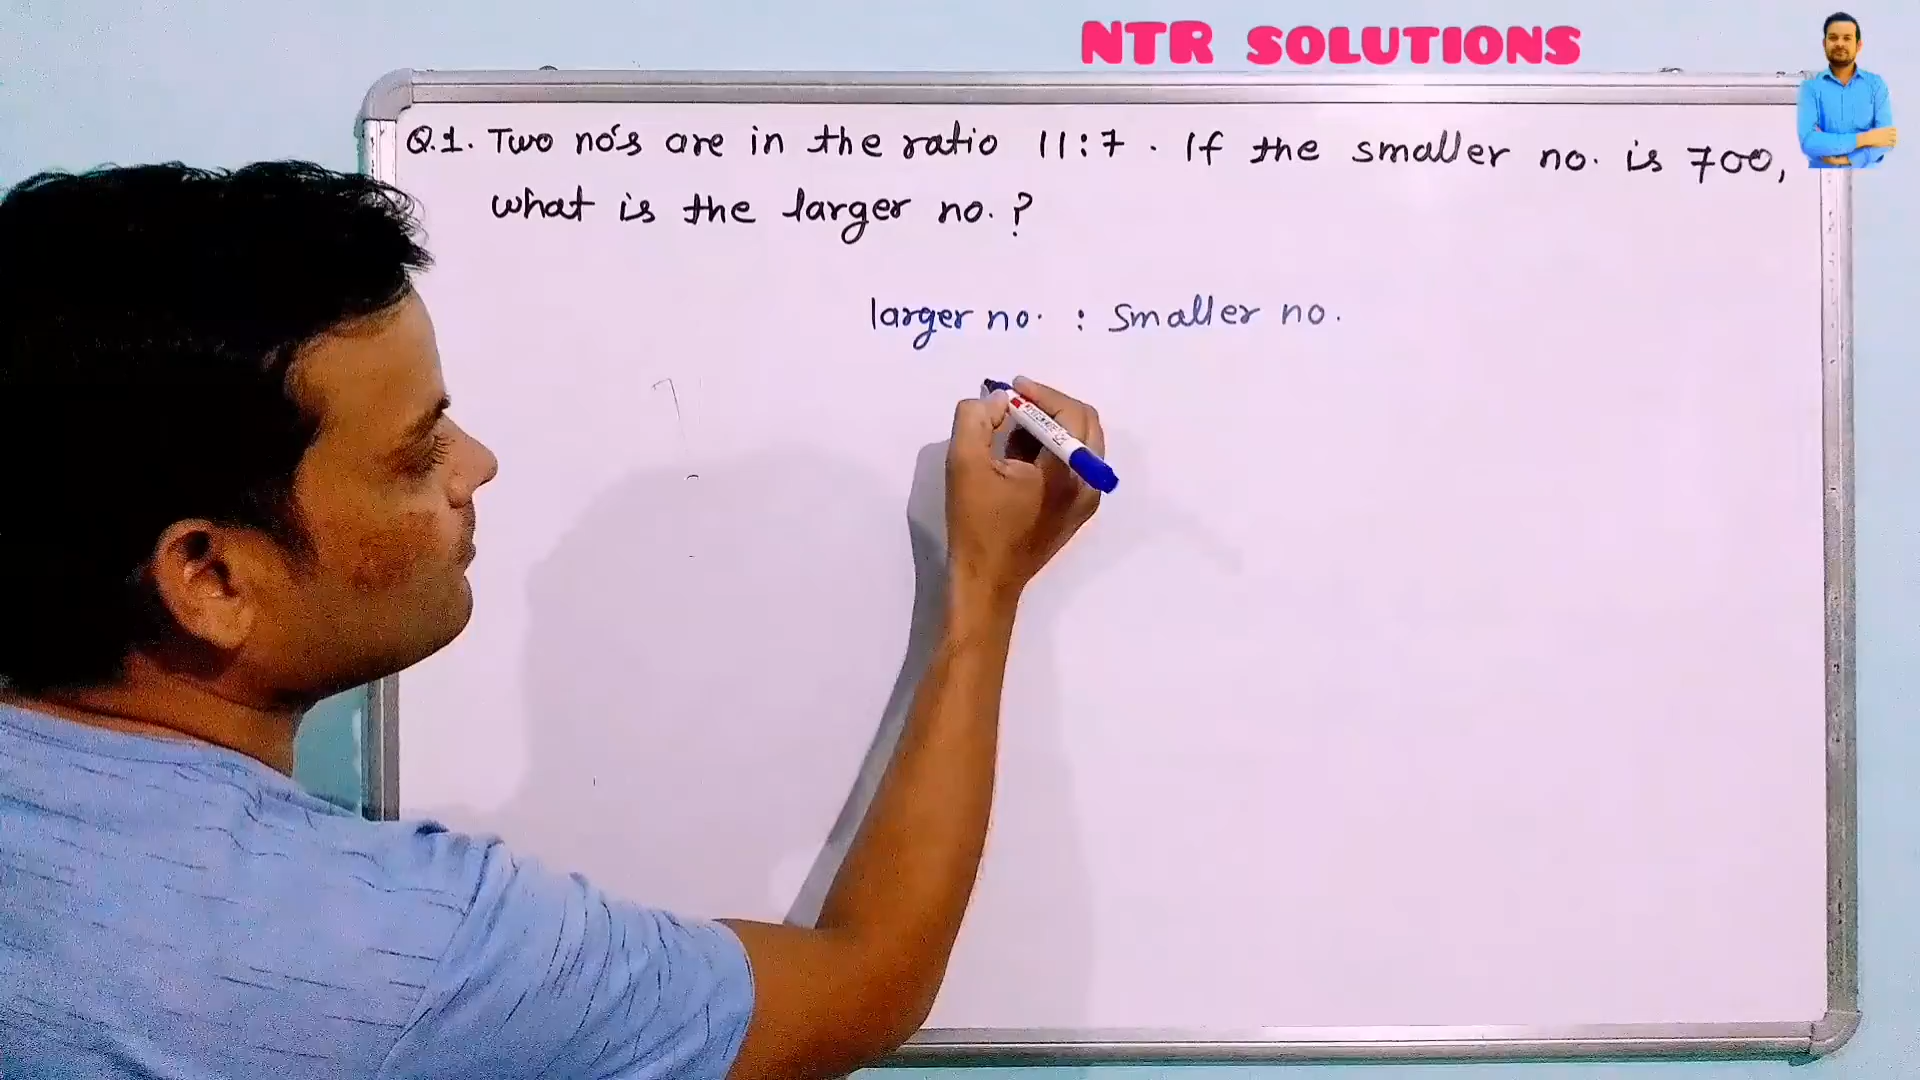 NTR SOLUTIONS
Q.1. Two no's are in the ratio 11:7. If the smaller no. is 700,
what is the larger no.?
larger no. : Smaller no.